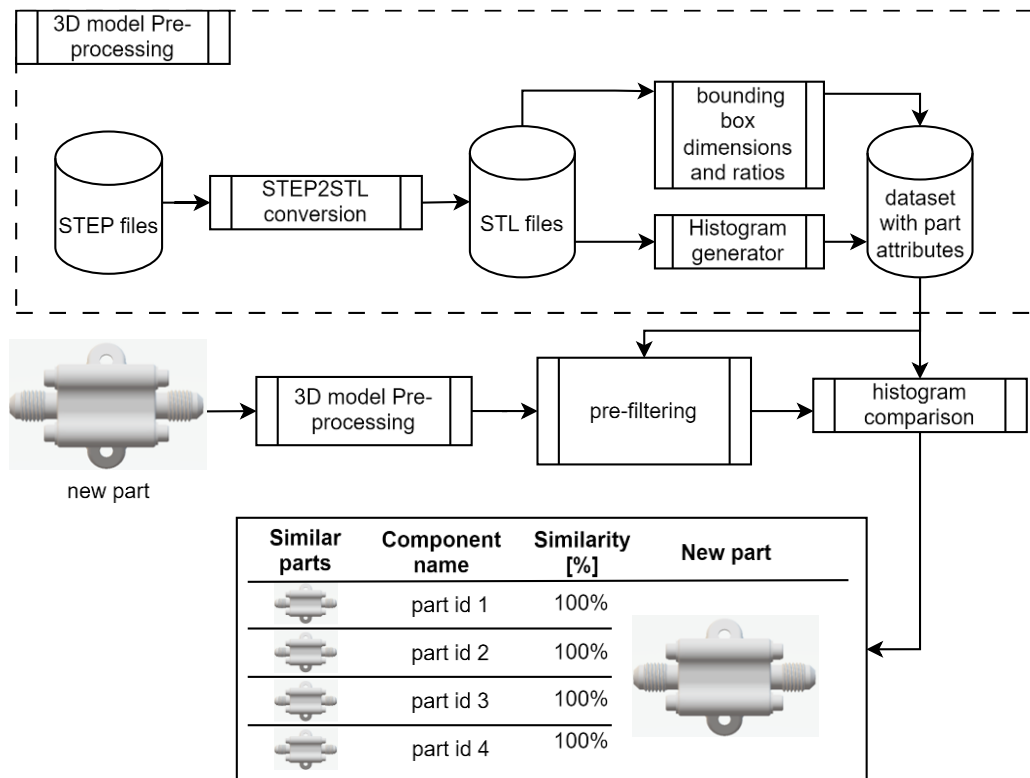 3D model Pre-
processing
bounding
box
dimensions
and ratios
STEP files
STEP2STL
conversion
STL files
Histogram
generator
dataset
with part
attributes
new part
3D model Pre-
processing
pre-filtering
histogram
comparison
Similar
parts
Component
name
Similarity
[%]
New part
part id 1
100%
part id 2
100%
part id 3
100%
part id 4
100%